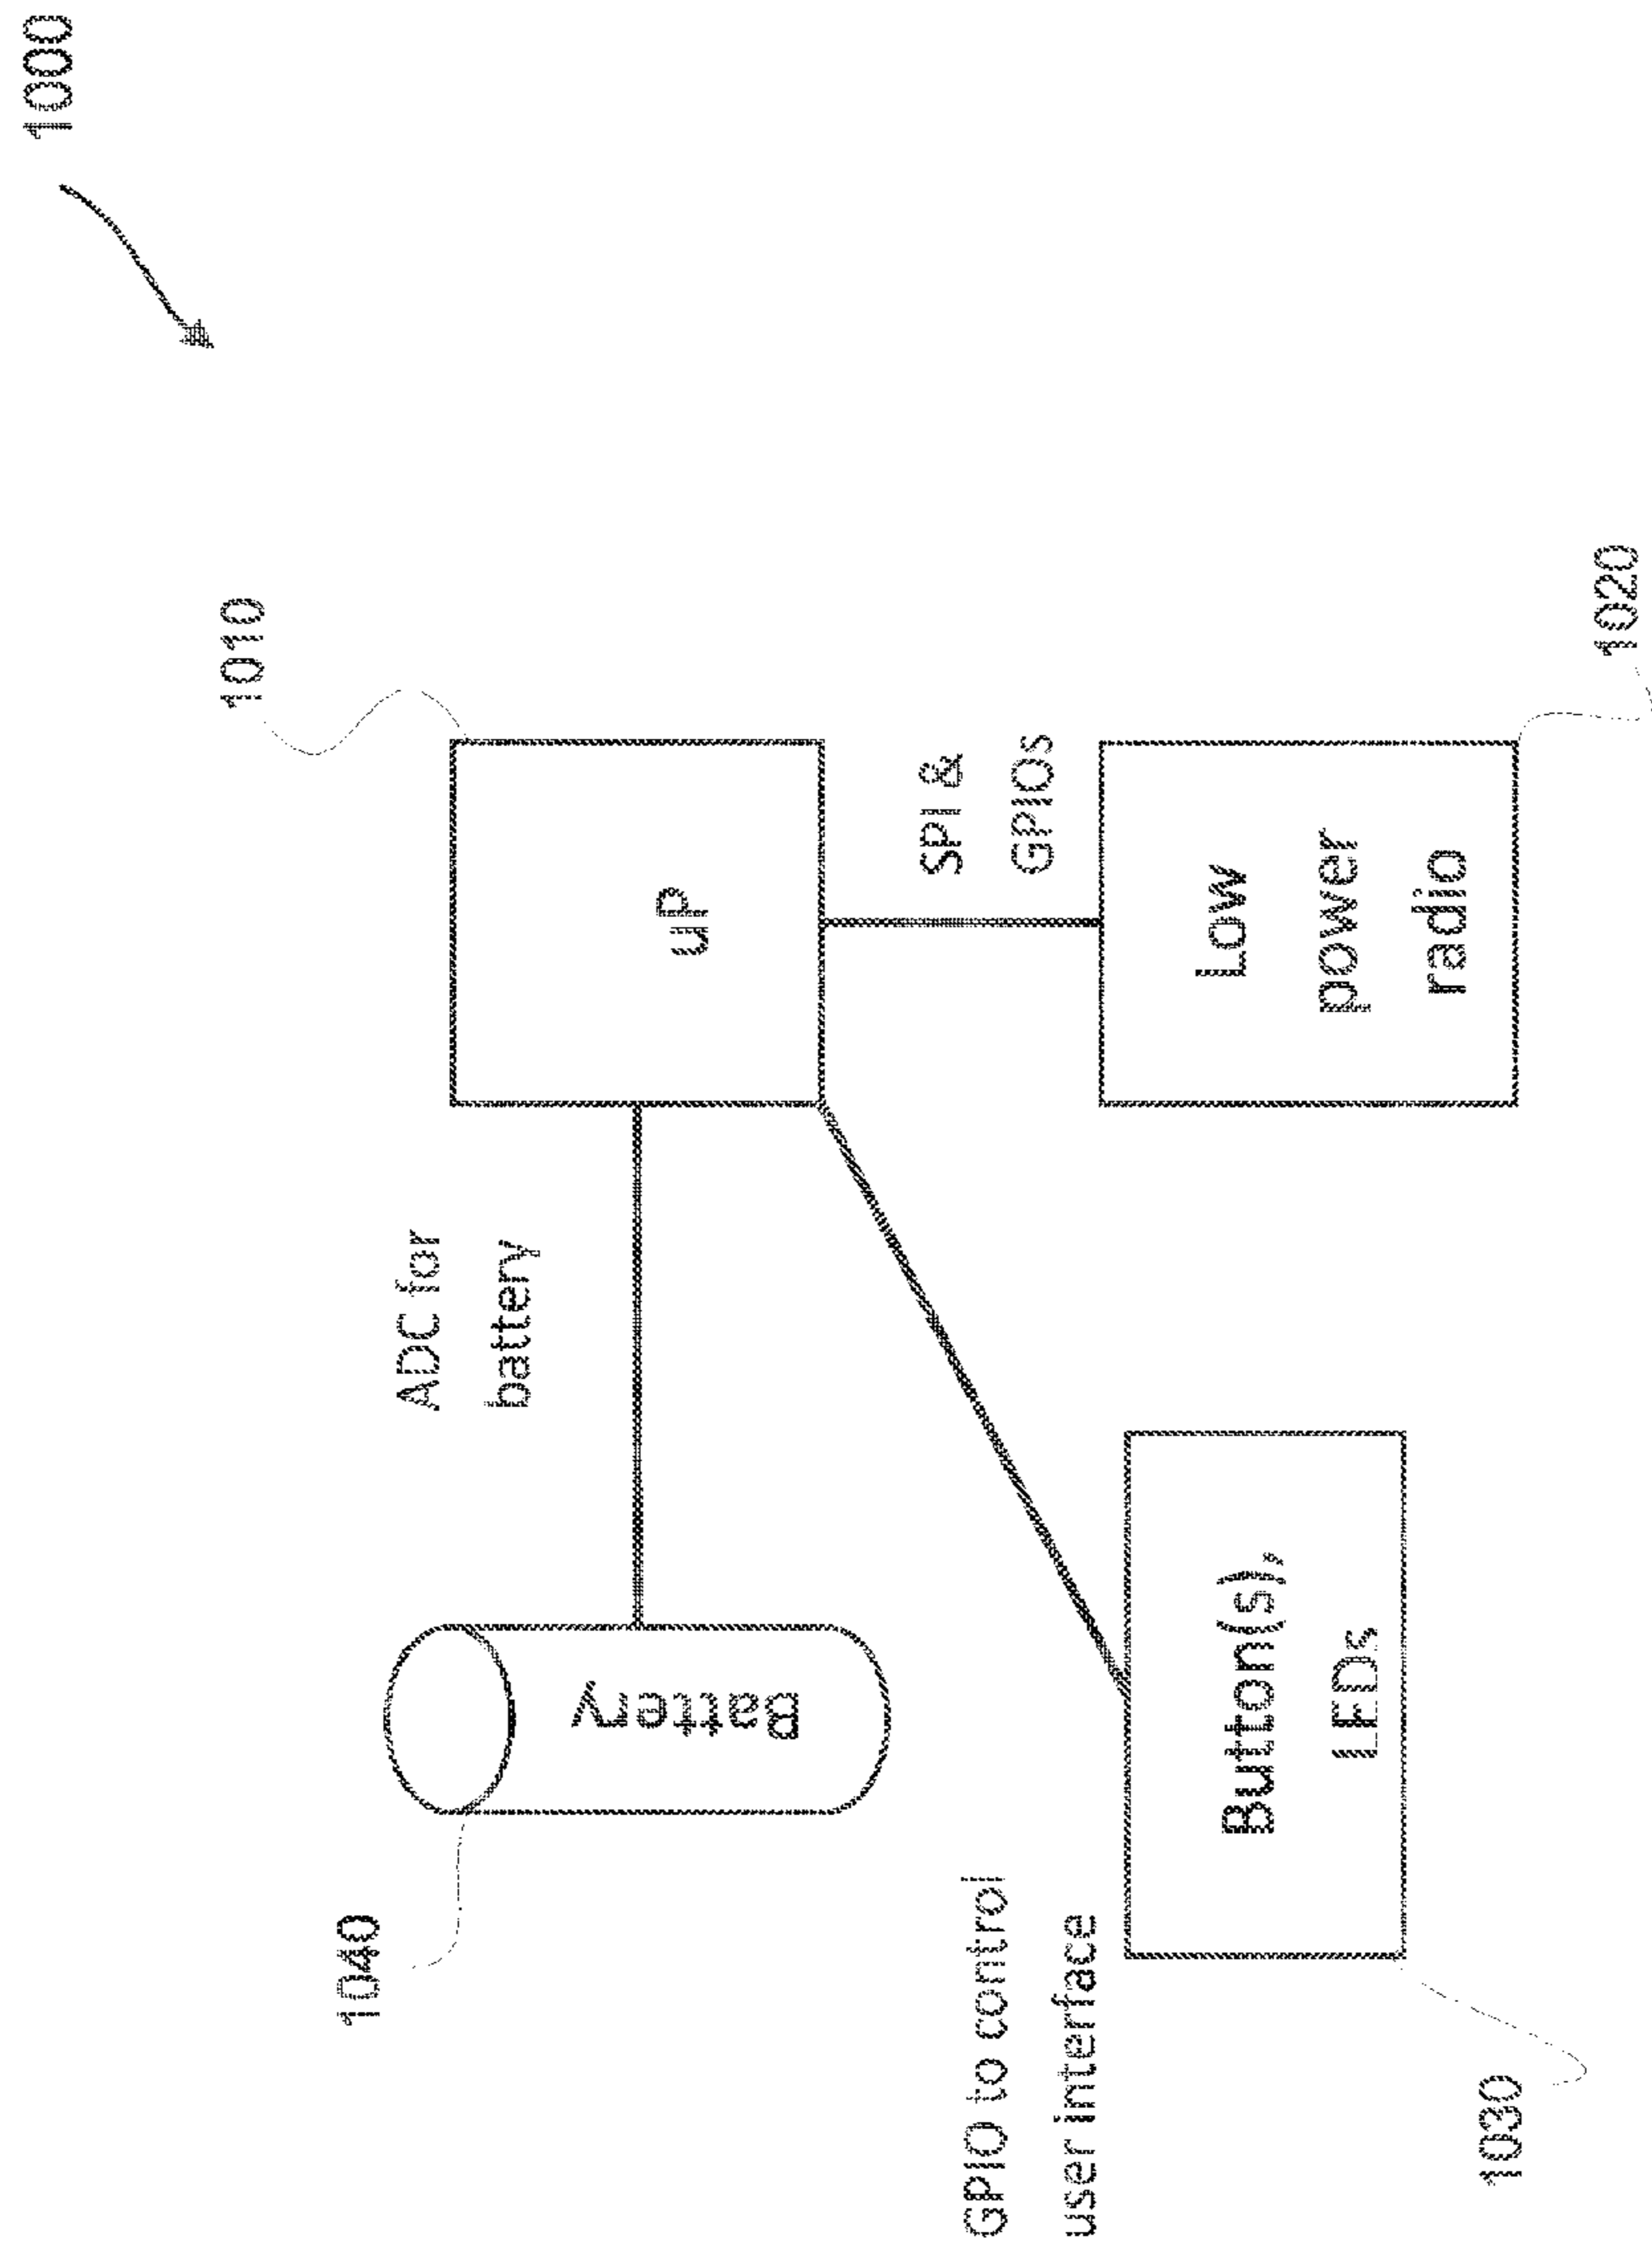 1000
1010
1040
ADC for
battery
Battery
uP
SPI &
GPIOs
GPIO to control
user interface
Button(s),
LEDs
Low
power
radio
1030
1020